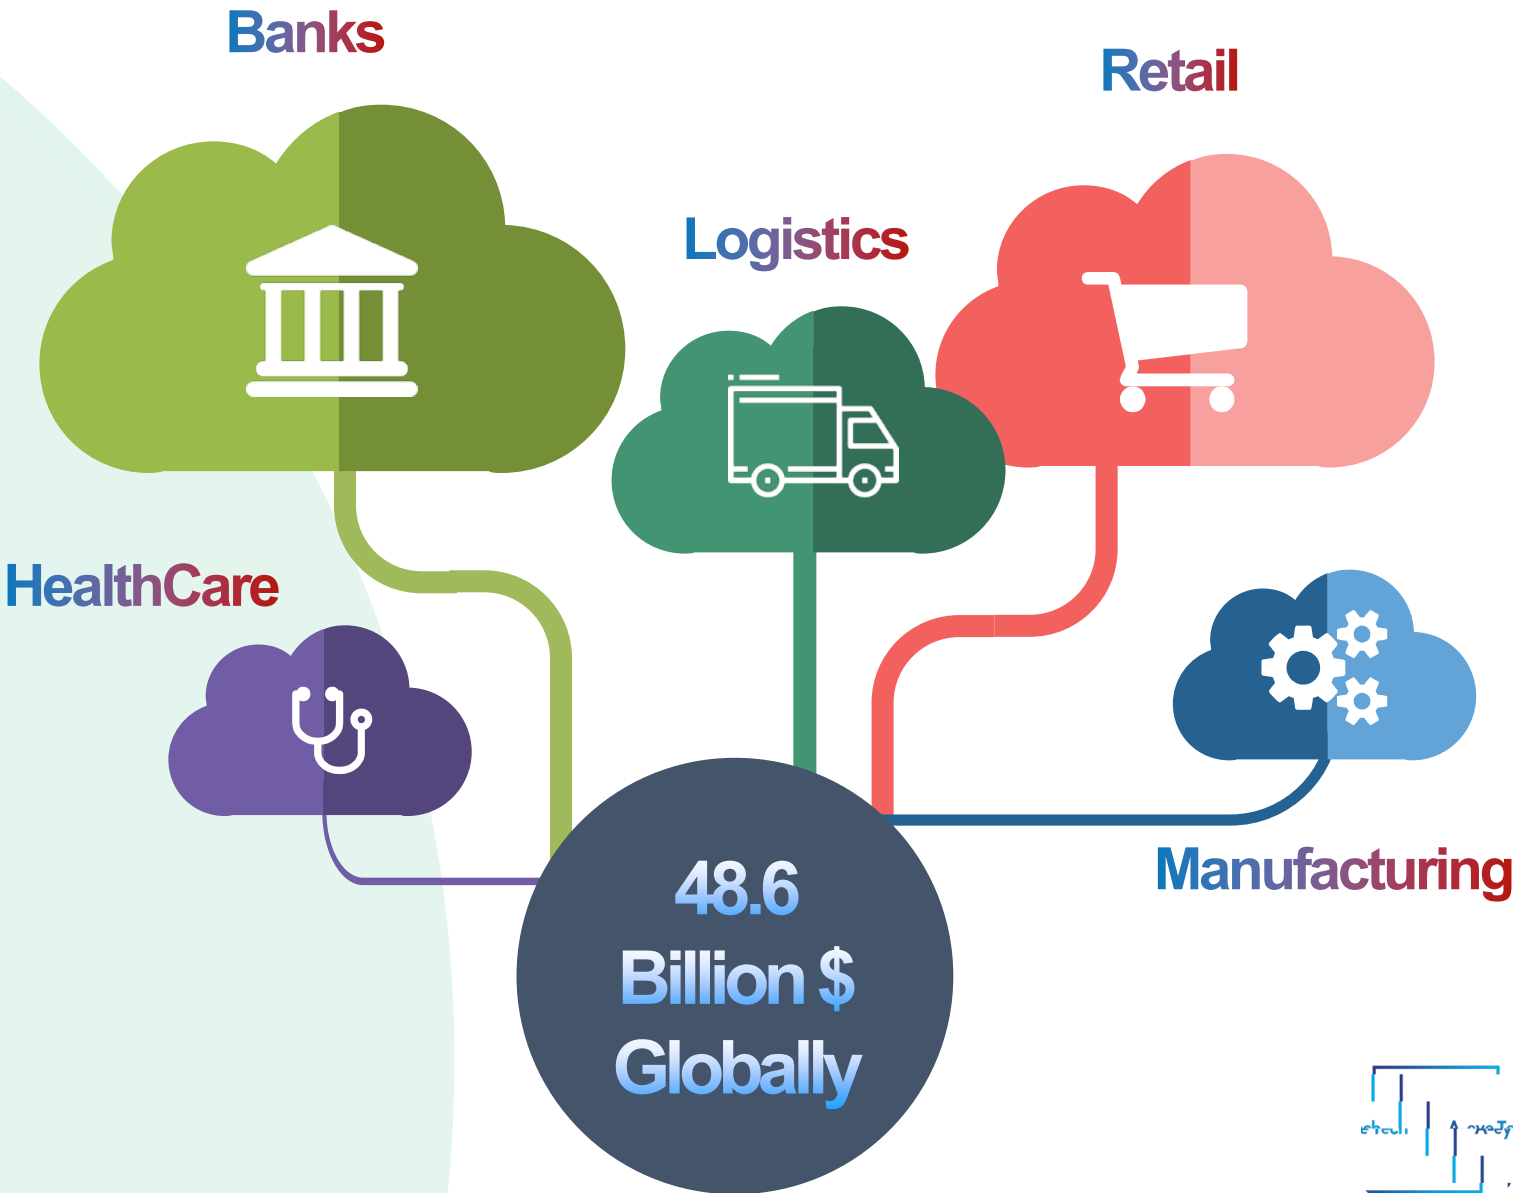 Banks
Retail
Logistics
HealthCare
Manufacturing
48.6
Billion $
Globally